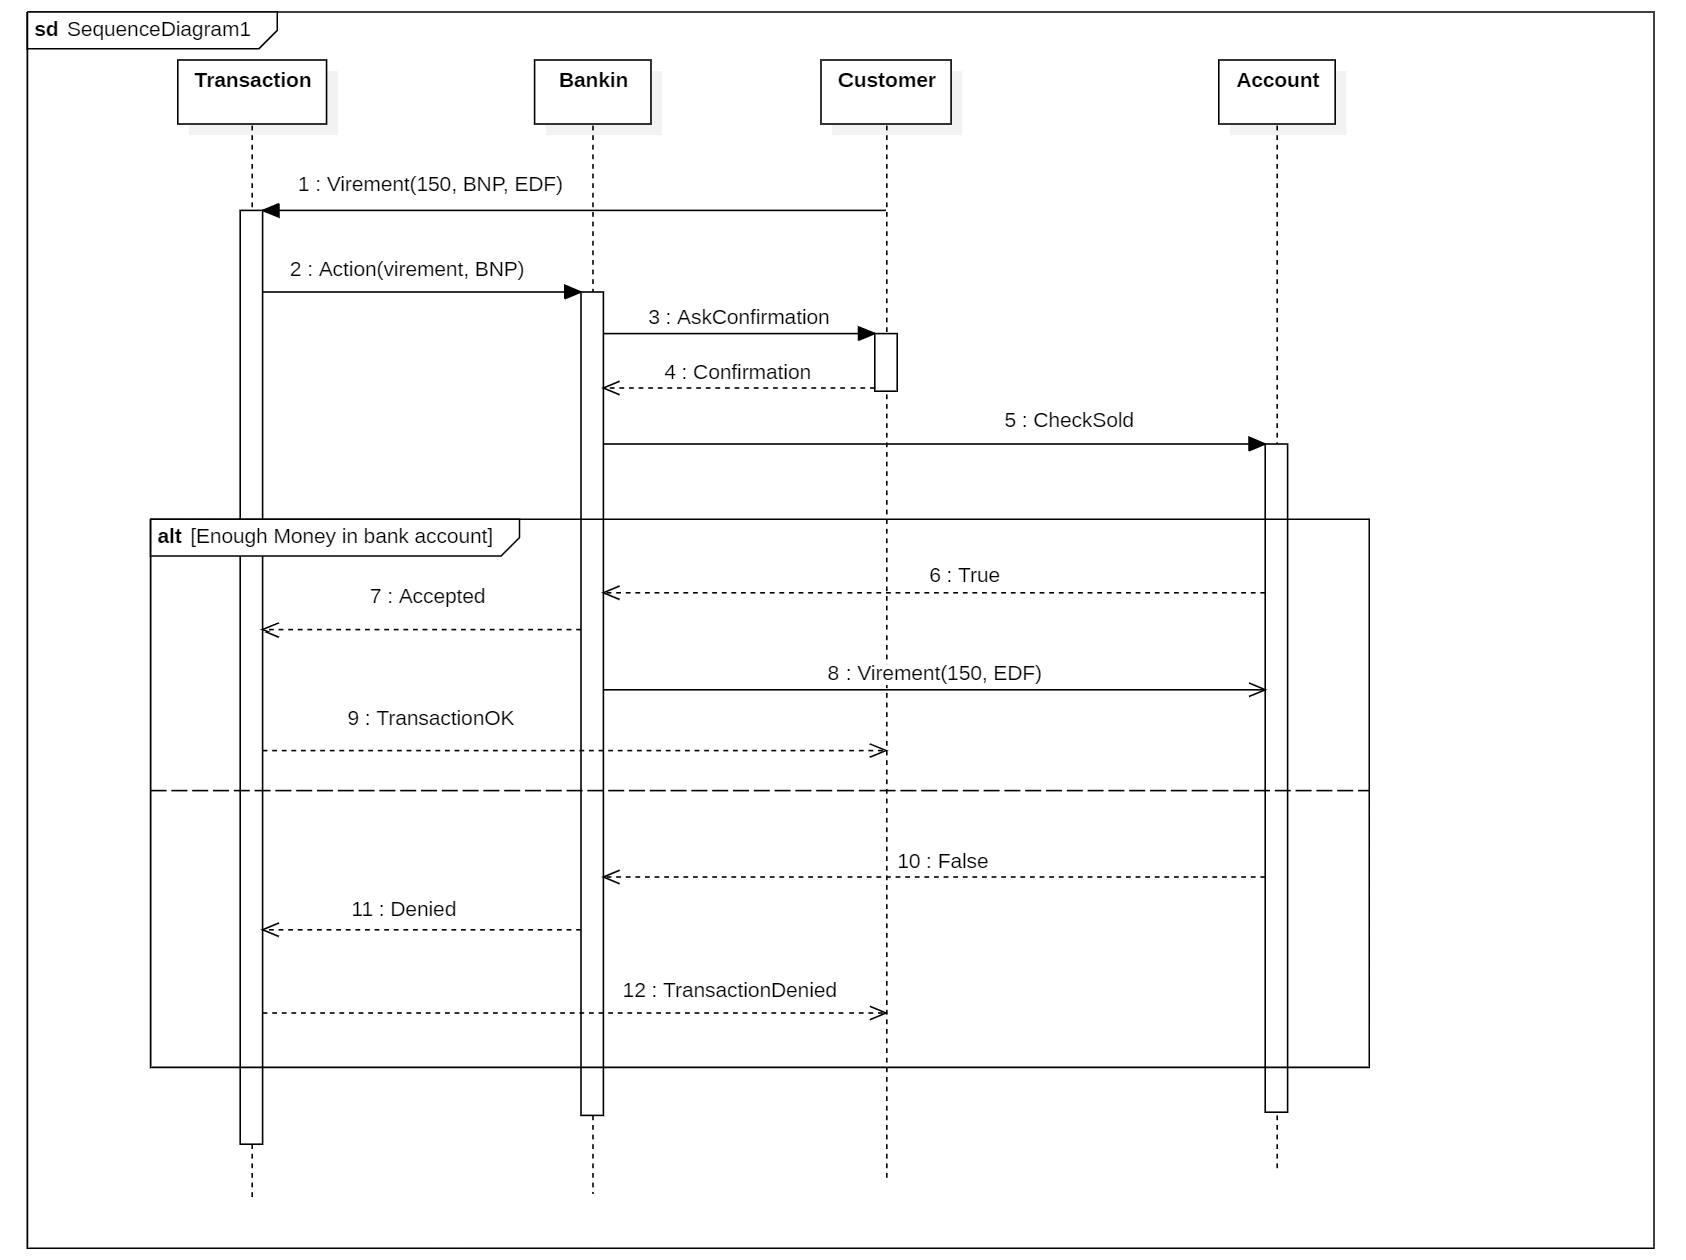 sd SequenceDiagram1
Transaction
Bankin
Customer
Account
1 : Virement(150, BNP, EDF)
2 : Action(virement, BNP)
3 : AskConfirmation
4 : Confirmation
5 : CheckSold
alt [Enough Money in bank account]
6 : True
7 : Accepted
8 : Virement(150, EDF)
9 : TransactionOK
10 : False
11 : Denied
12 : TransactionDenied